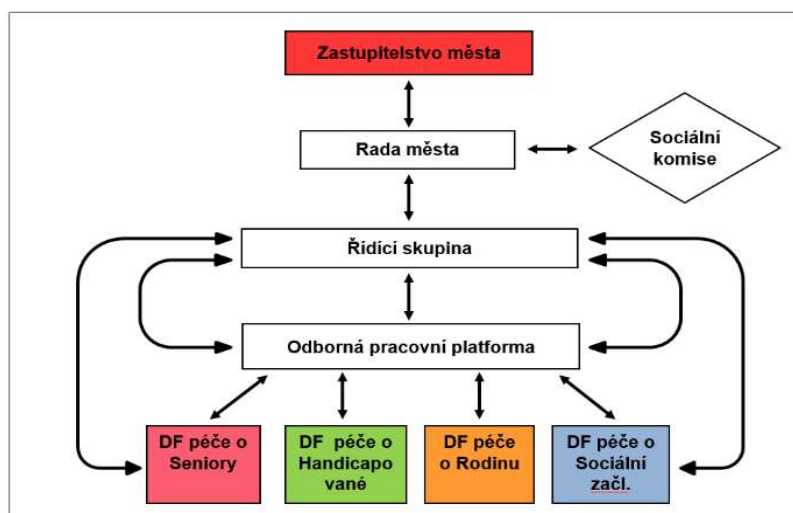 Zastupitelstvo města
Rada města
Sociální
komise
Řídící skupina
Odborná pracovní platforma
DF péče o
Seniory
DF péče o
Handicapo
vané
DF péče
o Rodinu
DF péče o
Sociální
začl.